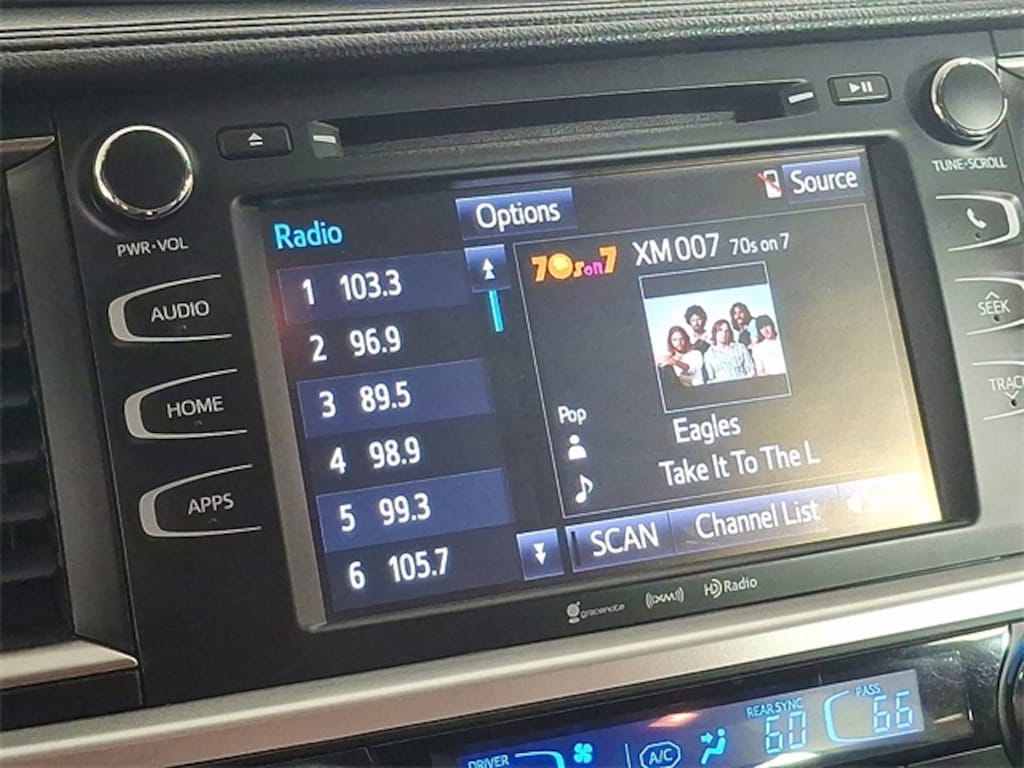 PWR·VOL
TUNE·SCROLL
AUDIO
HOME
APPS
SEEK
TRACK
Radio
Options
Source
1 103.3
2 96.9
3 89.5
4 98.9
5 99.3
6 105.7
70s on 7
XM007 70s on 7
Pop
Eagles
Take It To The L
SCAN
Channel List
gracenote
((XM))
HD Radio
DRIVER
A/C
REAR SYNC
60
PASS
66